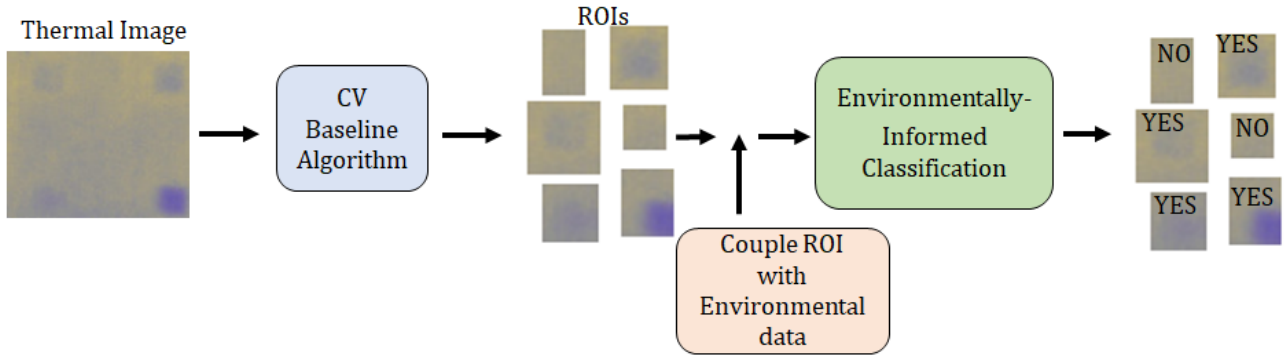 Thermal Image
CV
Baseline
Algorithm
ROIs
Couple ROI
with
Environmental
data
Environmentally-
Informed
Classification
NO
YES
YES
NO
YES
YES